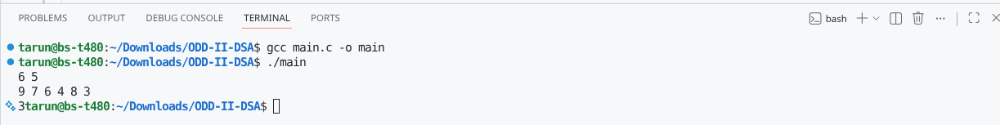 PROBLEMS OUTPUT DEBUG CONSOLE TERMINAL PORTS bash
tarun@bs-t480:~/Downloads/ODD-II-DSA$ gcc main.c -o main
tarun@bs-t480:~/Downloads/ODD-II-DSA$ ./main
6 5
9 7 6 4 8 3
3tarun@bs-t480:~/Downloads/ODD-II-DSA$